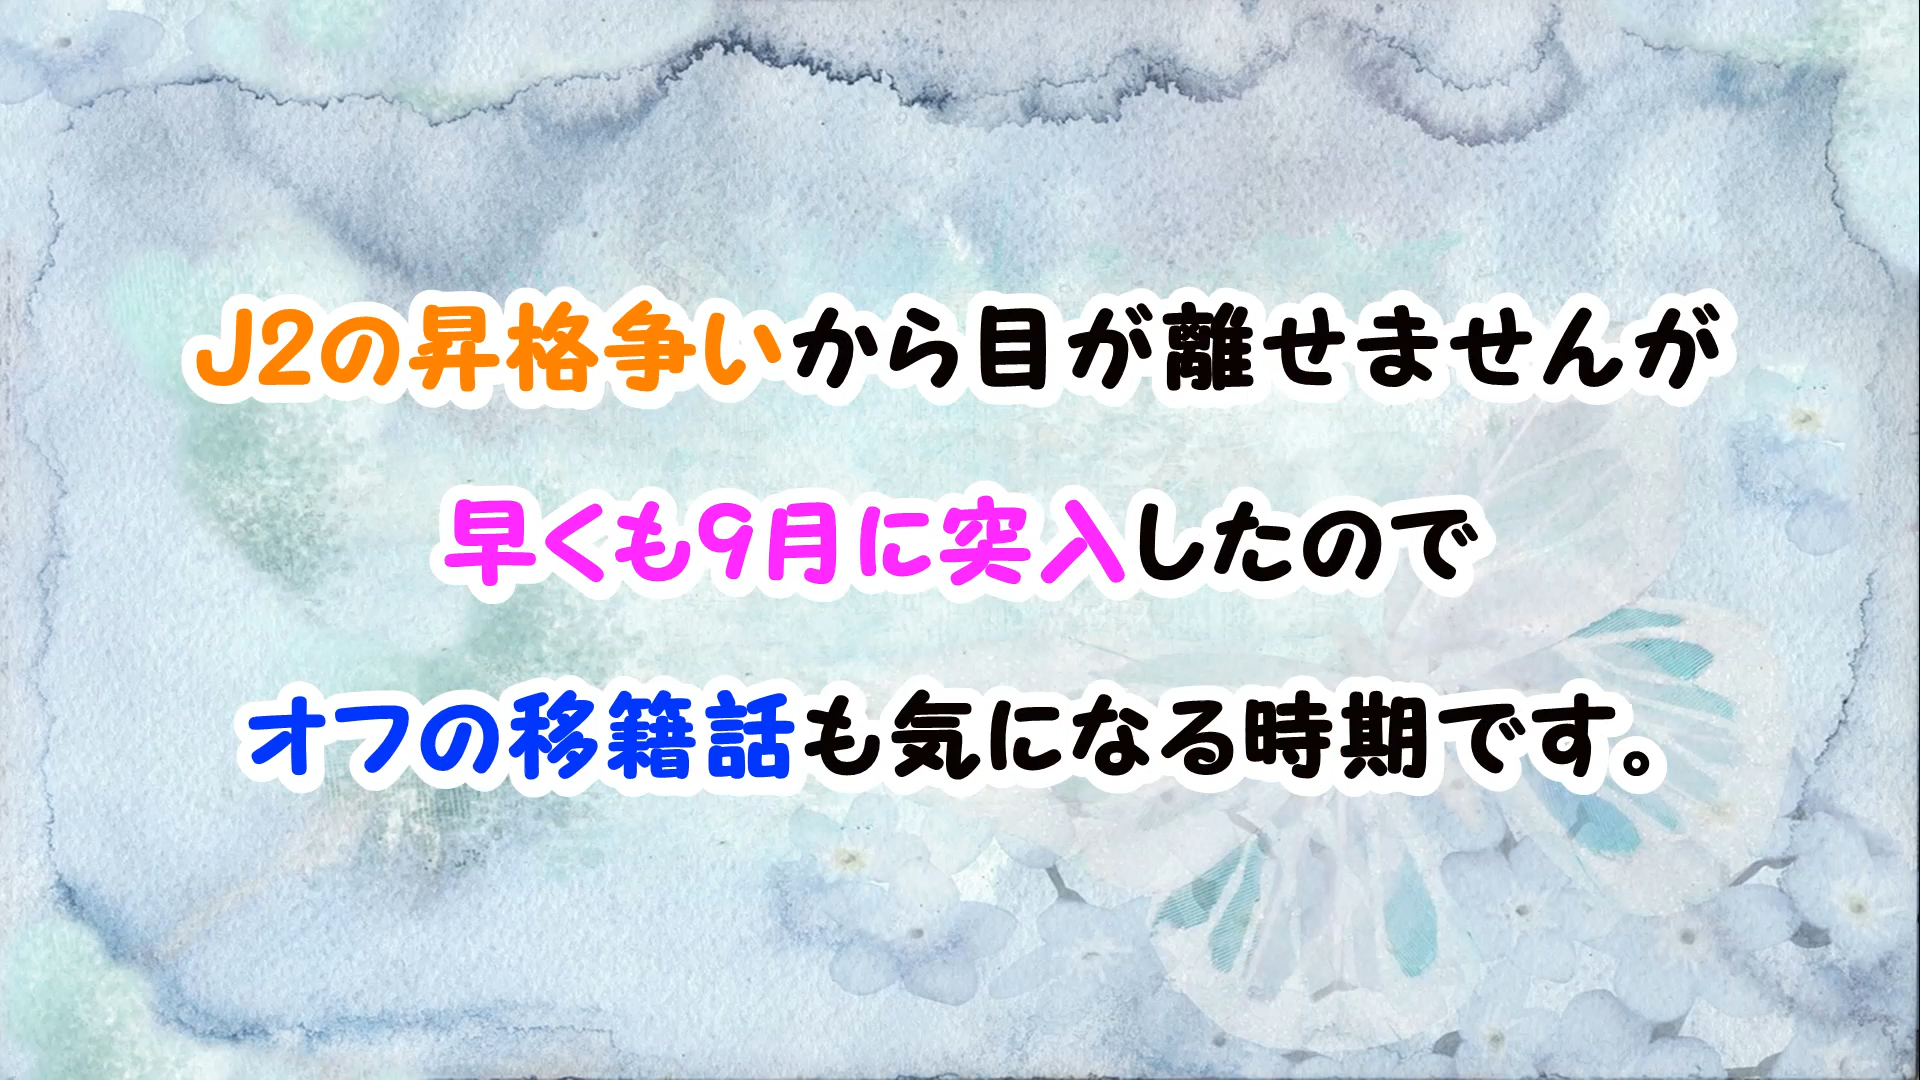 J2の昇格争いから目が離せませんが
早くも9月に突入したので
オフの移籍話も気になる時期です。